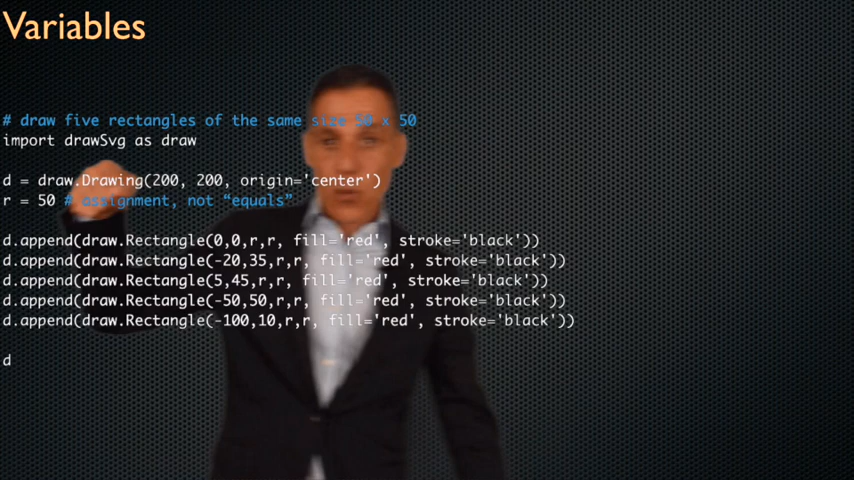 Variables
# draw five rectangles of the same size 50 x 50
import drawSvg as draw
d = draw.Drawing(200, 200, origin='center')
r = 50 # assignment, not “equals”
d.append(draw.Rectangle(0,0,r,r, fill='red', stroke='black'))
d.append(draw.Rectangle(-20,35,r,r, fill='red', stroke='black'))
d.append(draw.Rectangle(5,45,r,r, fill='red', stroke='black'))
d.append(draw.Rectangle(-50,50,r,r, fill='red', stroke='black'))
d.append(draw.Rectangle(-100,10,r,r, fill='red', stroke='black'))
d